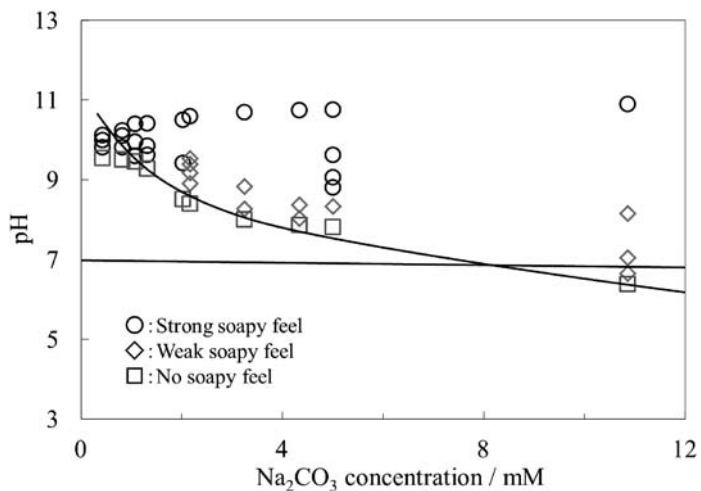 13
11
9
7
5
3
pH
○: Strong soapy feel
◇: Weak soapy feel
□: No soapy feel
0 4 8 12
Na₂CO₃ concentration / mM